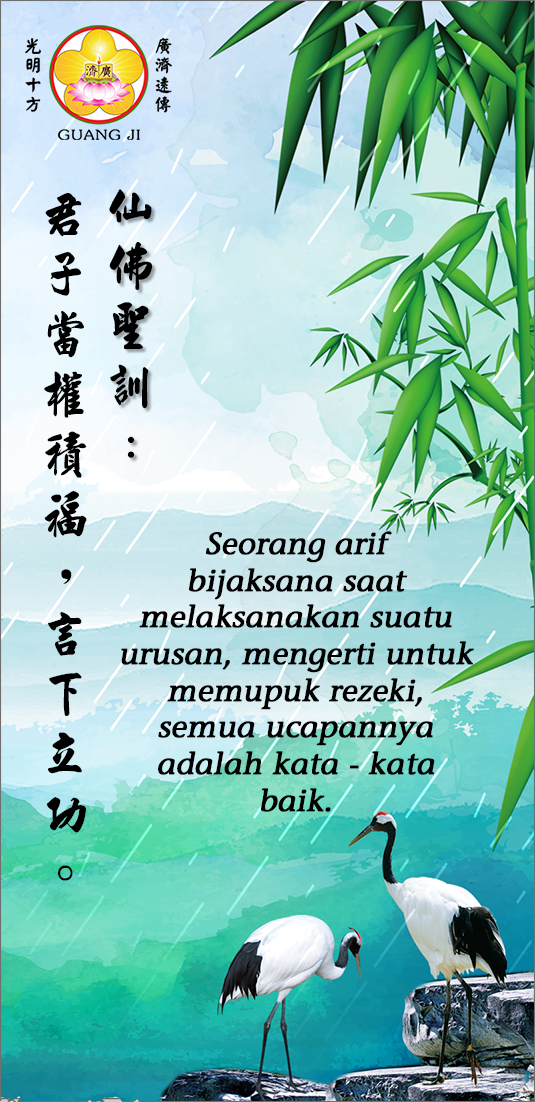 光明十方
廣濟遠傳
廣濟
GUANG JI
仙佛聖訓：
君子當權積福，言下立功。
Seorang arif
bijaksana saat
melaksanakan suatu
urusan, mengerti untuk
memupuk rezeki,
semua ucapannya
adalah kata - kata
baik.